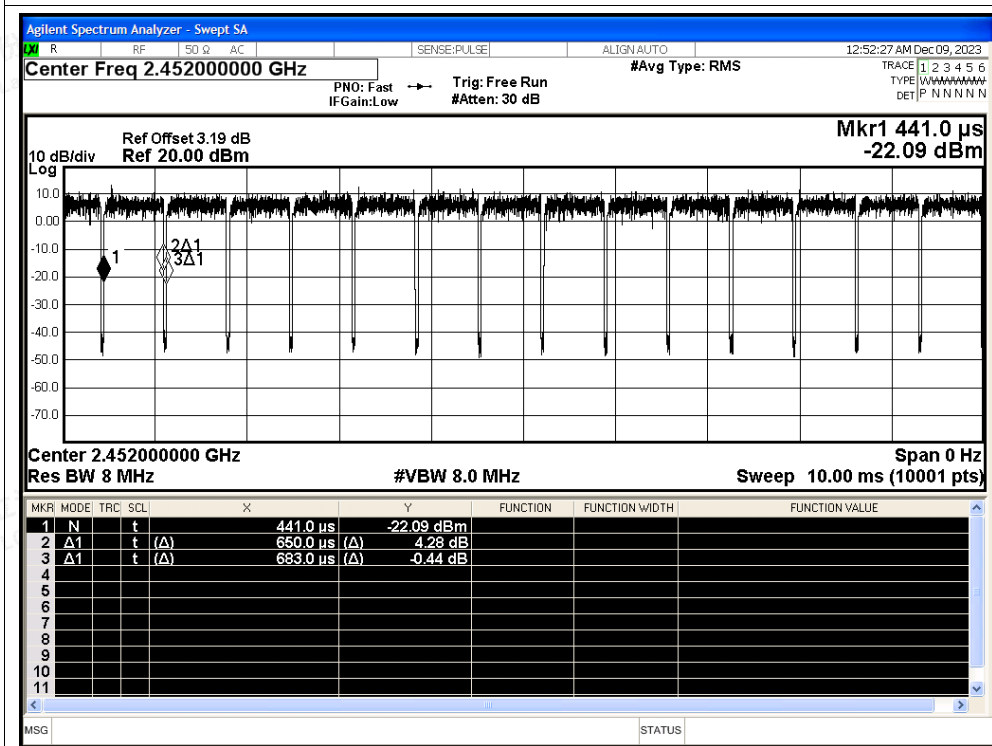 Agilent Spectrum Analyzer - Swept SA
LXI R RF 50 Ω AC SENSE:PULSE ALIGN AUTO 12:52:27 AM Dec 09, 2023
Center Freq 2.452000000 GHz #Avg Type: RMS TRACE 1 2 3 4 5 6
PNO: Fast Trig: Free Run TYPE WWWWWW
IFGain:Low #Atten: 30 dB DET P N N N N N
Mkr1 441.0 µs
-22.09 dBm
Ref Offset 3.19 dB
10 dB/div Ref 20.00 dBm
Log
10.0
0.00
-10.0
-20.0
-30.0
-40.0
-50.0
-60.0
-70.0
1
2Δ1
3Δ1
Center 2.452000000 GHz Span 0 Hz
Res BW 8 MHz #VBW 8.0 MHz Sweep 10.00 ms (10001 pts)
MKR MODE TRC SCL X Y FUNCTION FUNCTION WIDTH FUNCTION VALUE
1 N t 441.0 µs -22.09 dBm
2 Δ1 t (Δ) 650.0 µs (Δ) 4.28 dB
3 Δ1 t (Δ) 683.0 µs (Δ) -0.44 dB
4
5
6
7
8
9
10
11
MSG STATUS